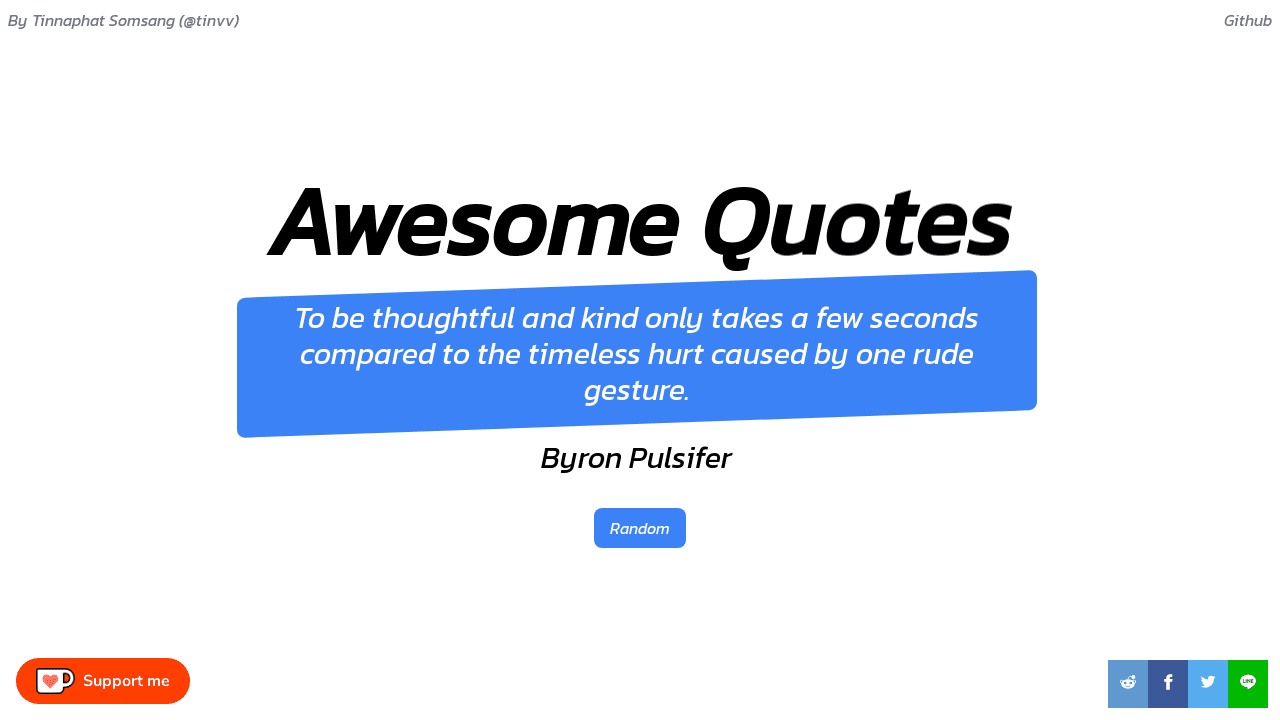 By Tinnaphat Somsang (@tinvv)
Github
Awesome Quotes
To be thoughtful and kind only takes a few seconds
compared to the timeless hurt caused by one rude
gesture.
Byron Pulsifer
Random
Support me
LINE